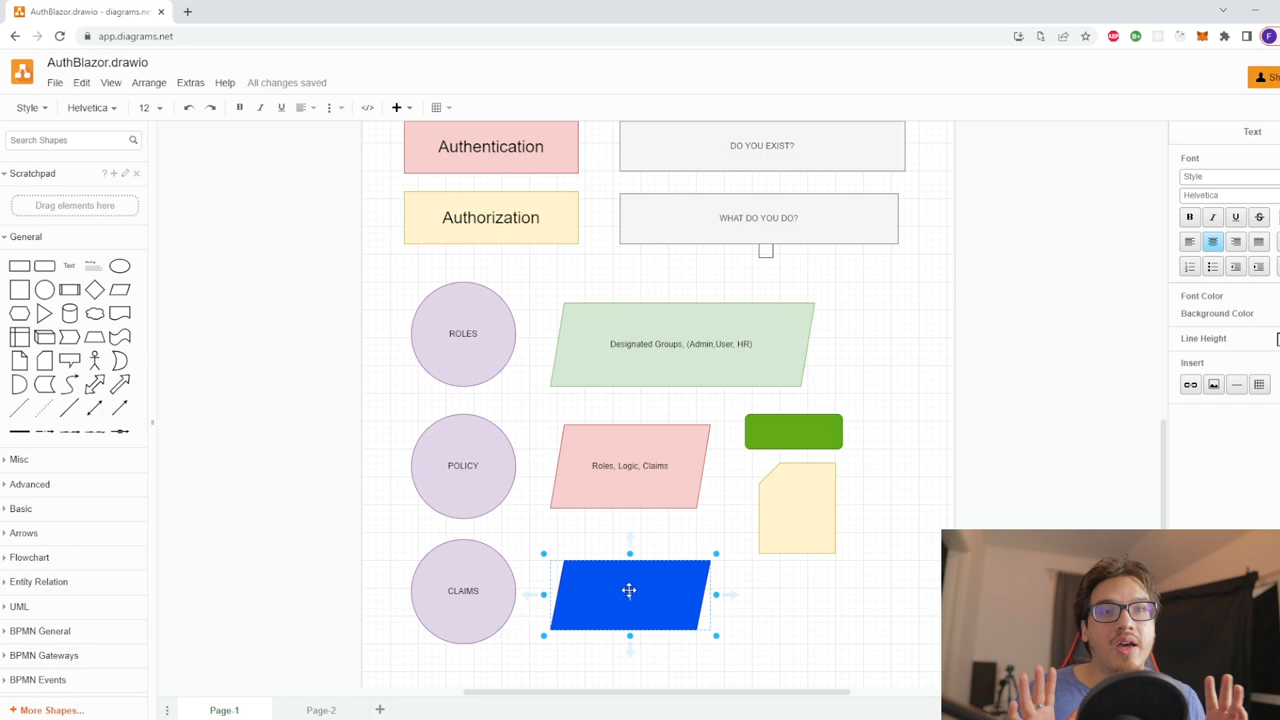 AuthBlazor.drawio - diagrams.net
app.diagrams.net
AuthBlazor.drawio
File Edit View Arrange Extras Help All changes saved
Style Helvetica 12
Search Shapes
Scratchpad
Drag elements here
General
Text
Misc
Advanced
Basic
Arrows
Flowchart
Entity Relation
UML
BPMN General
BPMN Gateways
BPMN Events
+ More Shapes...
Authentication
DO YOU EXIST?
Authorization
WHAT DO YOU DO?
ROLES
Designated Groups, (Admin,User, HR)
POLICY
Roles, Logic, Claims
CLAIMS
Page-1 Page-2
Text
Font
Style
Helvetica
B I U S
Font Color
Background Color
Line Height
Insert